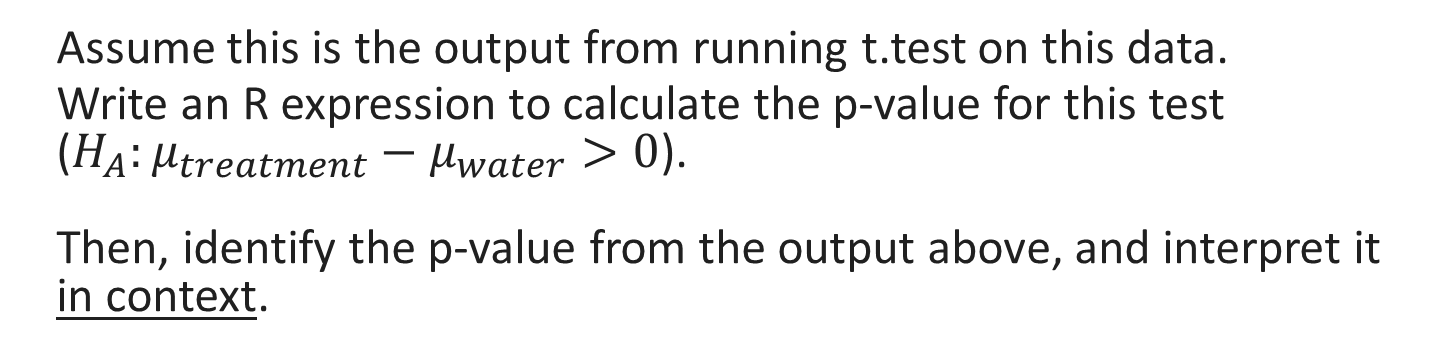 Assume this is the output from running t.test on this data.
Write an R expression to calculate the p-value for this test
(H_A: μ_treatment − μ_water > 0).
Then, identify the p-value from the output above, and interpret it
in context.